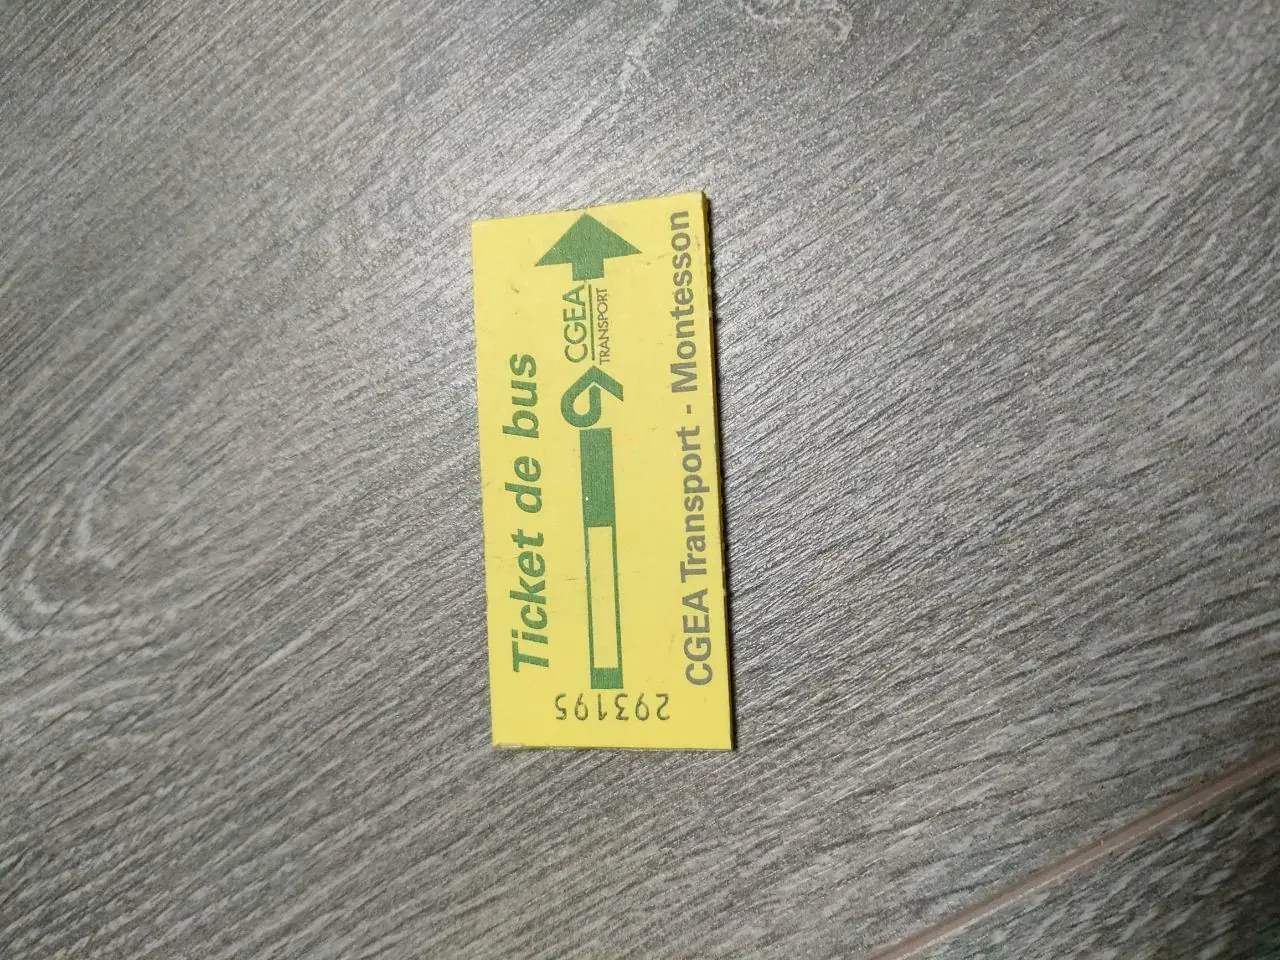 Ticket de bus
CGEA
TRANSPORT
CGEA Transport - Montesson
293195